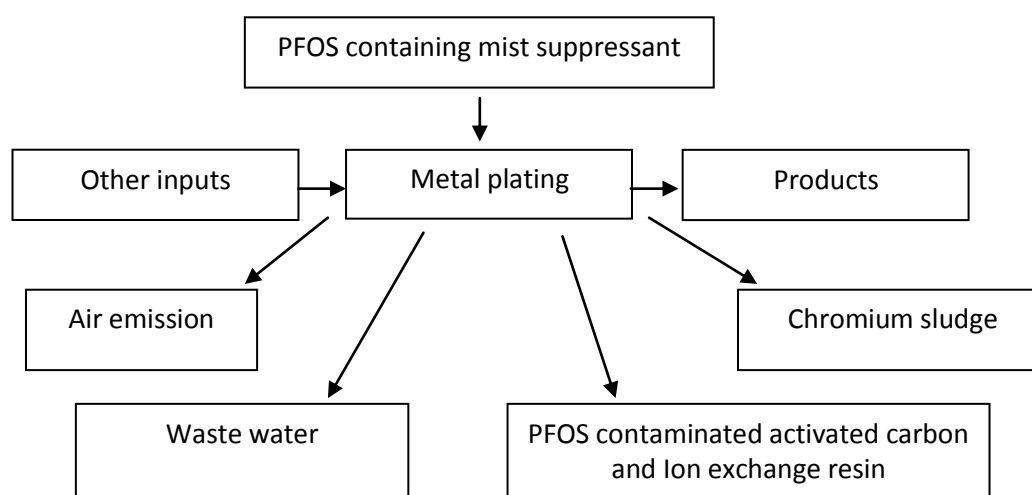 PFOS containing mist suppressant
Other inputs
Metal plating
Products
Air emission
Chromium sludge
Waste water
PFOS contaminated activated carbon
and Ion exchange resin